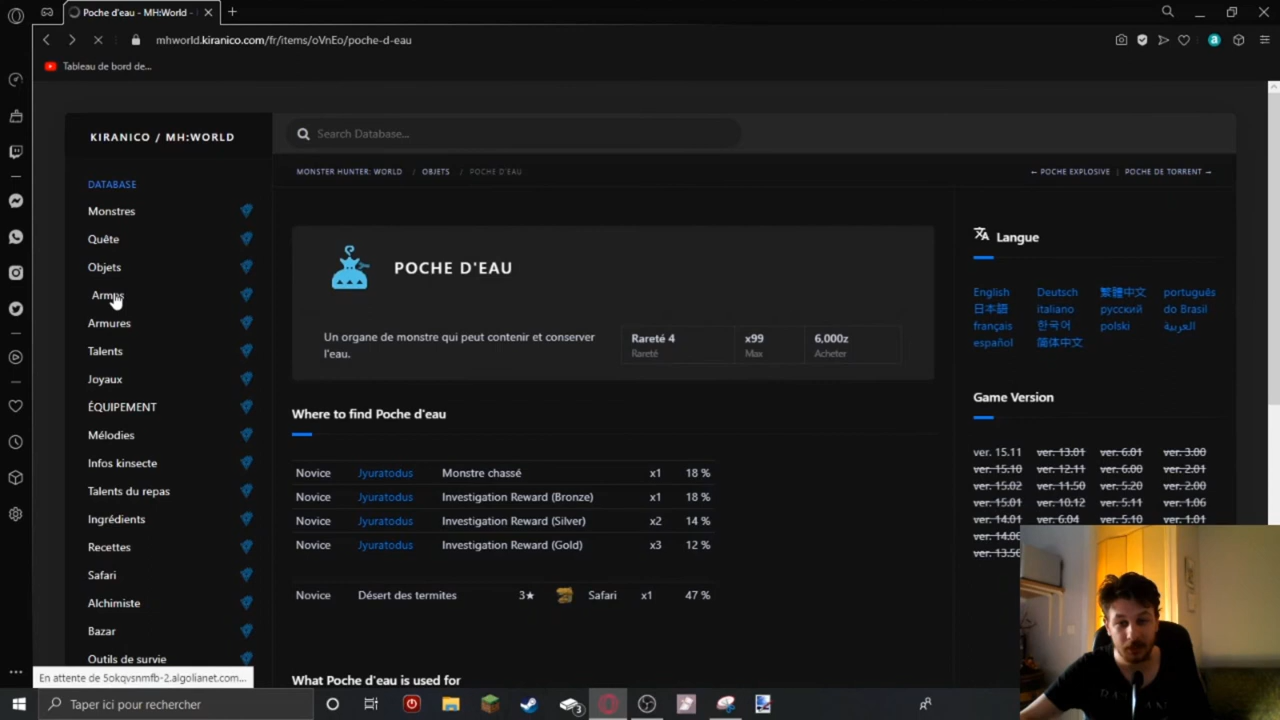 Poche d'eau - MH:World -
mhworld.kiranico.com/fr/items/oVnEo/poche-d-eau
Tableau de bord de...
KIRANICO / MH:WORLD
Search Database...
MONSTER HUNTER: WORLD / OBJETS / POCHE D'EAU
← POCHE EXPLOSIVE | POCHE DE TORRENT →
DATABASE
Monstres
Quête
Objets
Armes
Armures
Talents
Joyaux
ÉQUIPEMENT
Mélodies
Infos kinsecte
Talents du repas
Ingrédients
Recettes
Safari
Alchimiste
Bazar
Outils de survie
POCHE D'EAU
Un organe de monstre qui peut contenir et conserver
l'eau.
Rareté 4 x99 6,000z
Rareté Max Acheter
Where to find Poche d'eau
Novice Jyuratodus Monstre chassé x1 18 %
Novice Jyuratodus Investigation Reward (Bronze) x1 18 %
Novice Jyuratodus Investigation Reward (Silver) x2 14 %
Novice Jyuratodus Investigation Reward (Gold) x3 12 %
Novice Désert des termites 3★ Safari x1 47 %
What Poche d'eau is used for
Langue
English Deutsch 繁體中文 português
日本語 italiano русский do Brasil
français 한국어 polski العربية
español 简体中文
Game Version
ver. 15.11 ver. 13.01 ver. 6.01 ver. 3.00
ver. 15.10 ver. 12.11 ver. 6.00 ver. 2.01
ver. 15.02 ver. 11.50 ver. 5.20 ver. 2.00
ver. 15.01 ver. 10.12 ver. 5.11 ver. 1.06
ver. 14.01 ver. 6.04 ver. 5.10 ver. 1.01
ver. 14.00
ver. 13.50
En attente de 5okqvsnmfb-2.algolianet.com...
Taper ici pour rechercher
3